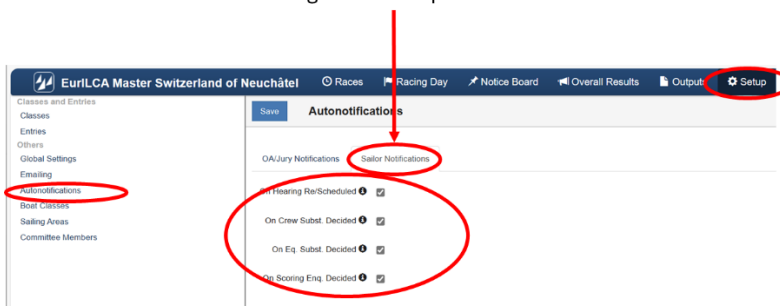 EurILCA Master Switzerland of Neuchâtel
Races
Racing Day
Notice Board
Overall Results
Outputs
Setup
Classes and Entries
Classes
Entries
Others
Global Settings
Emailing
Autonotifications
Boat Classes
Sailing Areas
Committee Members
Save
Autonotifications
OA/Jury Notifications
Sailor Notifications
On Hearing Re/Scheduled
On Crew Subst. Decided
On Eq. Subst. Decided
On Scoring Enq. Decided